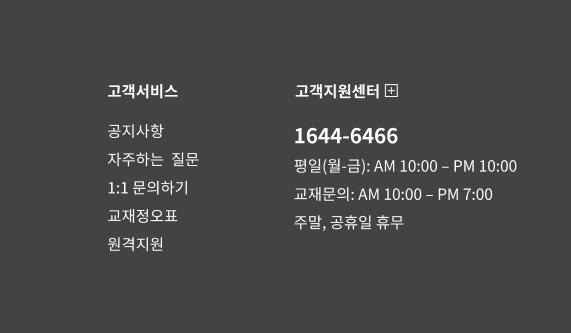 고객서비스
공지사항
자주하는 질문
1:1 문의하기
교재정오표
원격지원
고객지원센터
1644-6466
평일(월-금): AM 10:00 – PM 10:00
교재문의: AM 10:00 – PM 7:00
주말, 공휴일 휴무